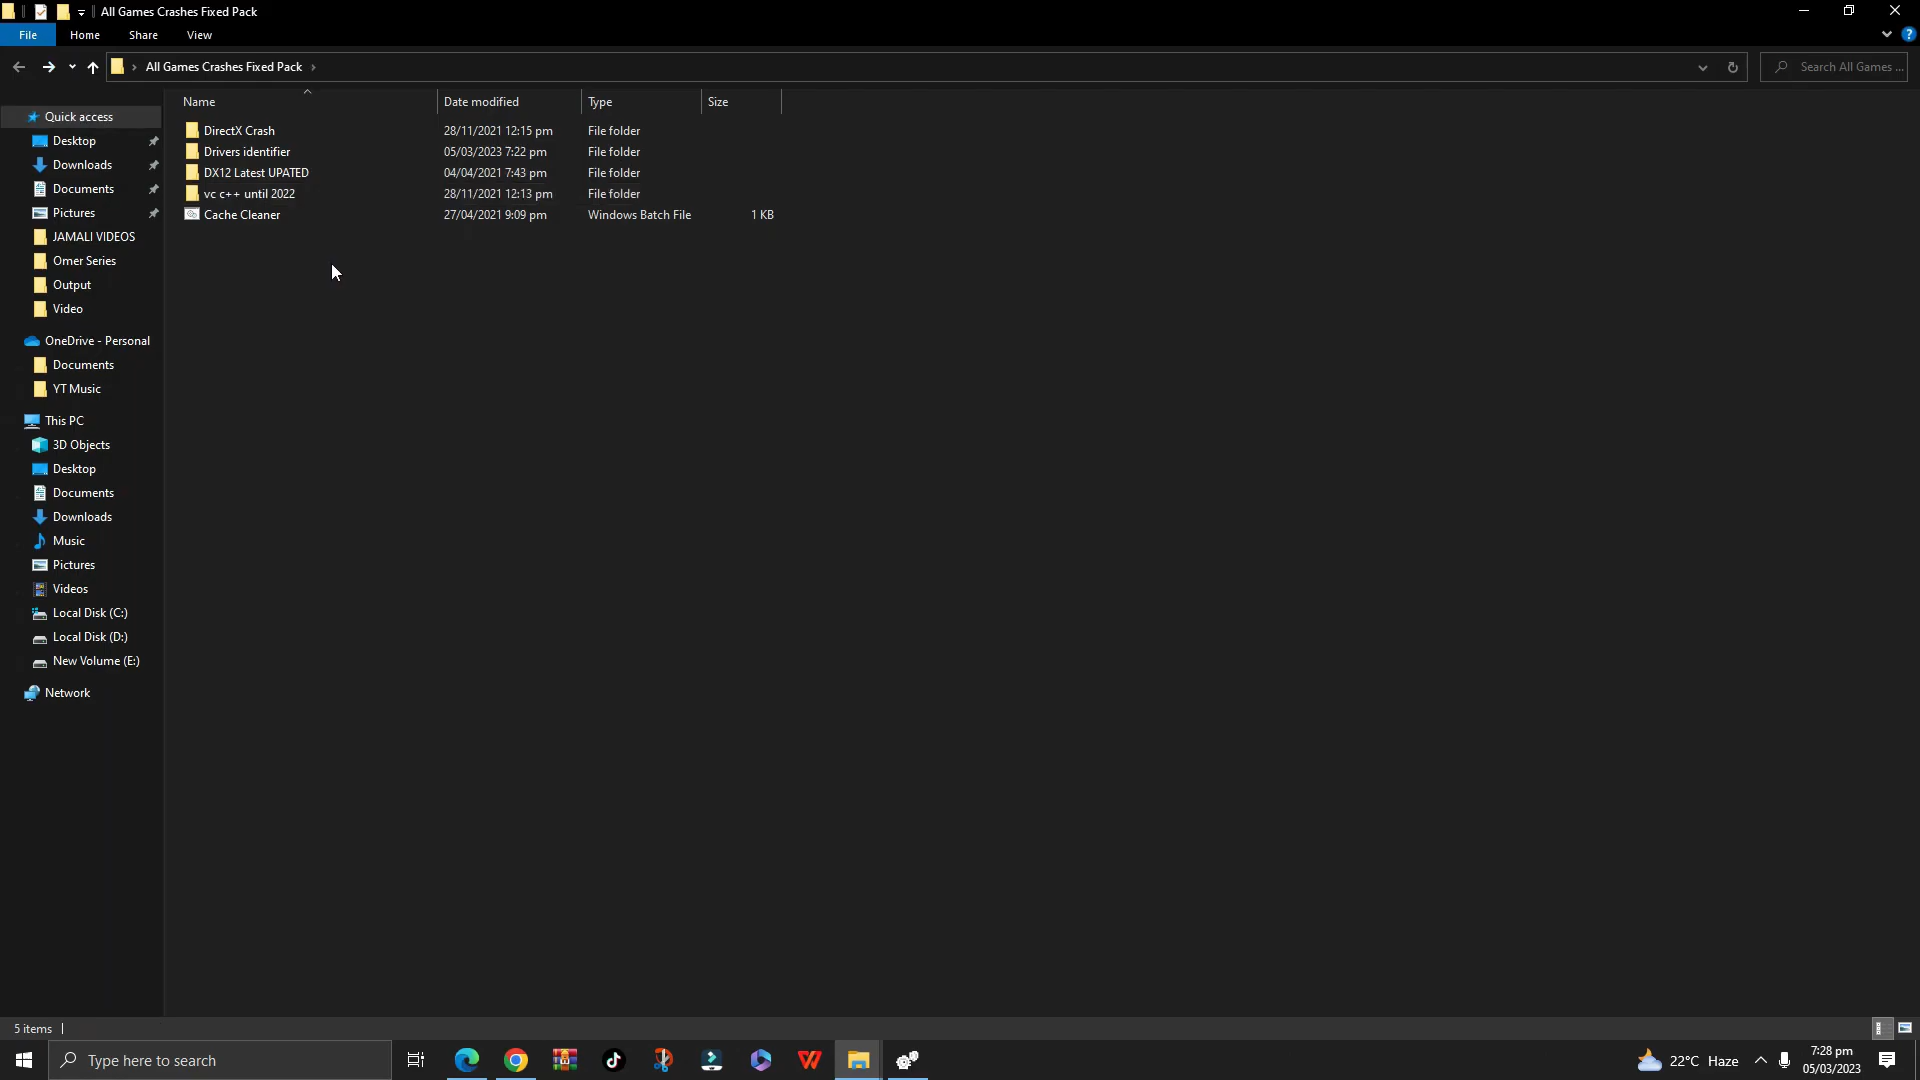 All Games Crashes Fixed Pack
File Home Share View
All Games Crashes Fixed Pack
Search All Games ...
Name Date modified Type Size
DirectX Crash 28/11/2021 12:15 pm File folder
Drivers identifier 05/03/2023 7:22 pm File folder
DX12 Latest UPATED 04/04/2021 7:43 pm File folder
vc c++ until 2022 28/11/2021 12:13 pm File folder
Cache Cleaner 27/04/2021 9:09 pm Windows Batch File 1 KB
Quick access
Desktop
Downloads
Documents
Pictures
JAMALI VIDEOS
Omer Series
Output
Video
OneDrive - Personal
Documents
YT Music
This PC
3D Objects
Desktop
Documents
Downloads
Music
Pictures
Videos
Local Disk (C:)
Local Disk (D:)
New Volume (E:)
Network
5 items
Type here to search
22°C Haze
7:28 pm
05/03/2023